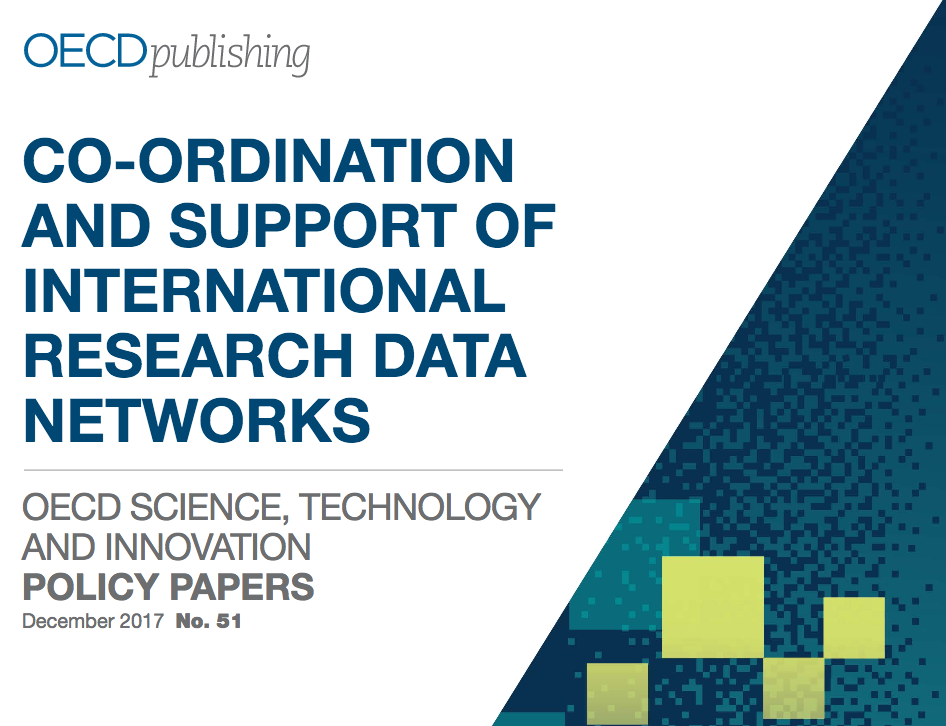 OECDpublishing
CO-ORDINATION
AND SUPPORT OF
INTERNATIONAL
RESEARCH DATA
NETWORKS
OECD SCIENCE, TECHNOLOGY
AND INNOVATION
POLICY PAPERS
December 2017 No. 51